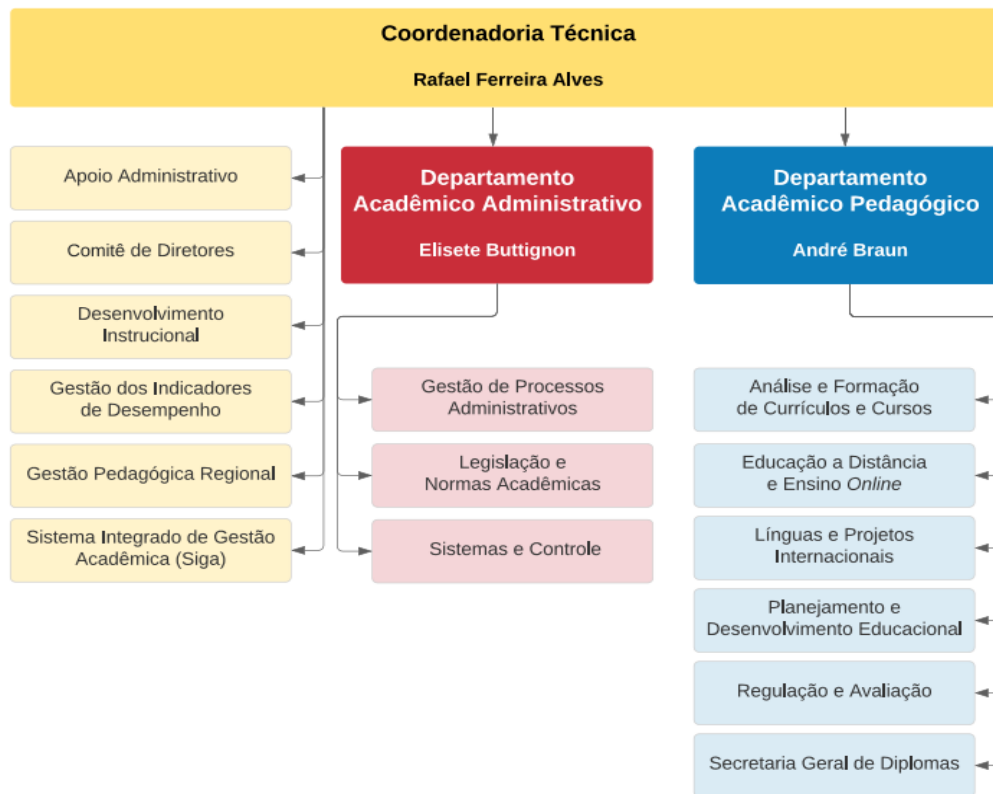 Coordenadoria Técnica
Rafael Ferreira Alves
Apoio Administrativo
Comitê de Diretores
Desenvolvimento
Instrucional
Gestão dos Indicadores
de Desempenho
Gestão Pedagógica Regional
Sistema Integrado de Gestão
Acadêmica (Siga)
Departamento
Acadêmico Administrativo
Elisete Buttignon
Gestão de Processos
Administrativos
Legislação e
Normas Acadêmicas
Sistemas e Controle
Departamento
Acadêmico Pedagógico
André Braun
Análise e Formação
de Currículos e Cursos
Educação a Distância
e Ensino Online
Línguas e Projetos
Internacionais
Planejamento e
Desenvolvimento Educacional
Regulação e Avaliação
Secretaria Geral de Diplomas